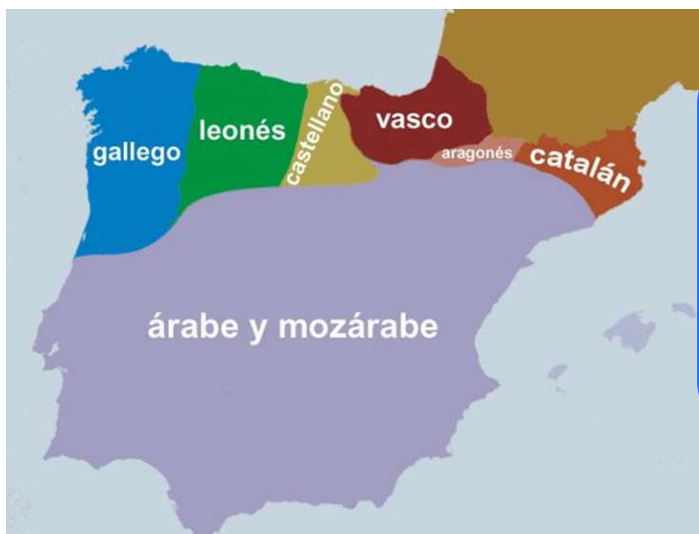 gallego
leonés
castellano
vasco
aragonés
catalán
árabe y mozárabe